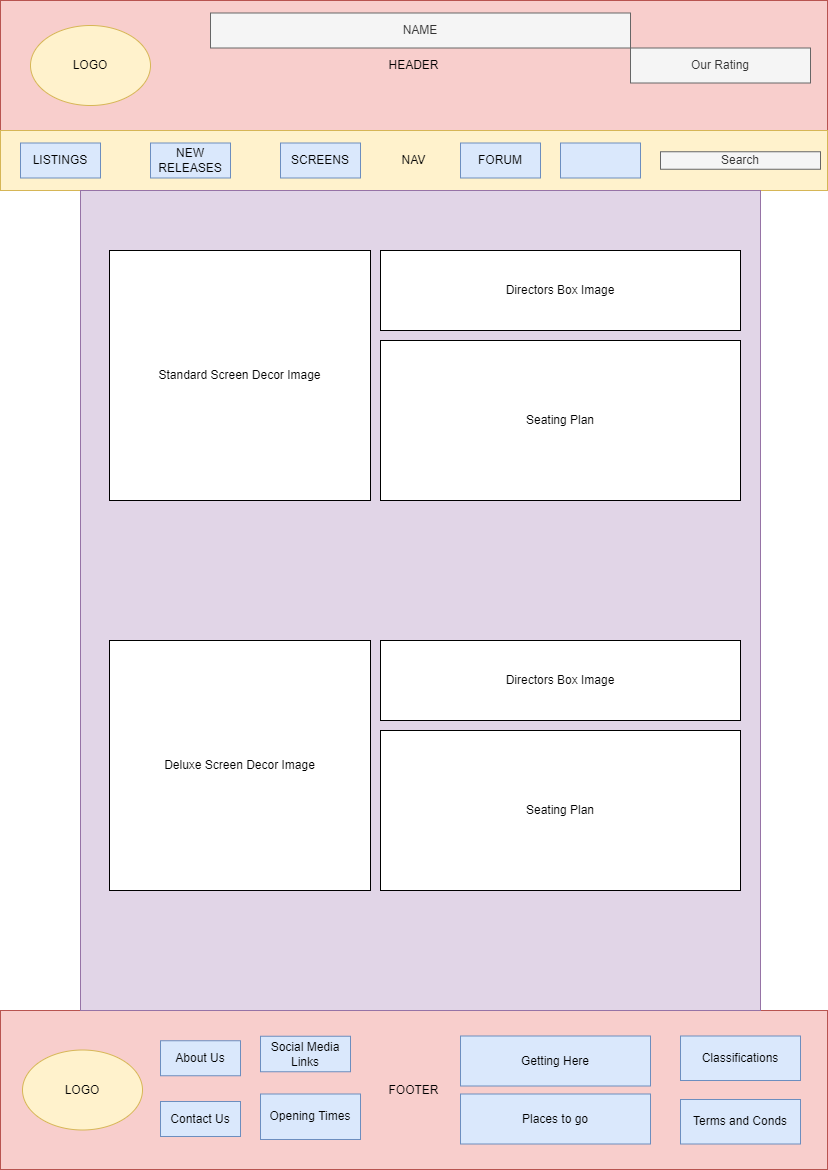 NAME
LOGO
HEADER
Our Rating
LISTINGS
NEW
RELEASES
SCREENS
NAV
FORUM
Search
Standard Screen Decor Image
Directors Box Image
Seating Plan
Deluxe Screen Decor Image
Directors Box Image
Seating Plan
LOGO
About Us
Contact Us
Social Media
Links
Opening Times
FOOTER
Getting Here
Places to go
Classifications
Terms and Conds